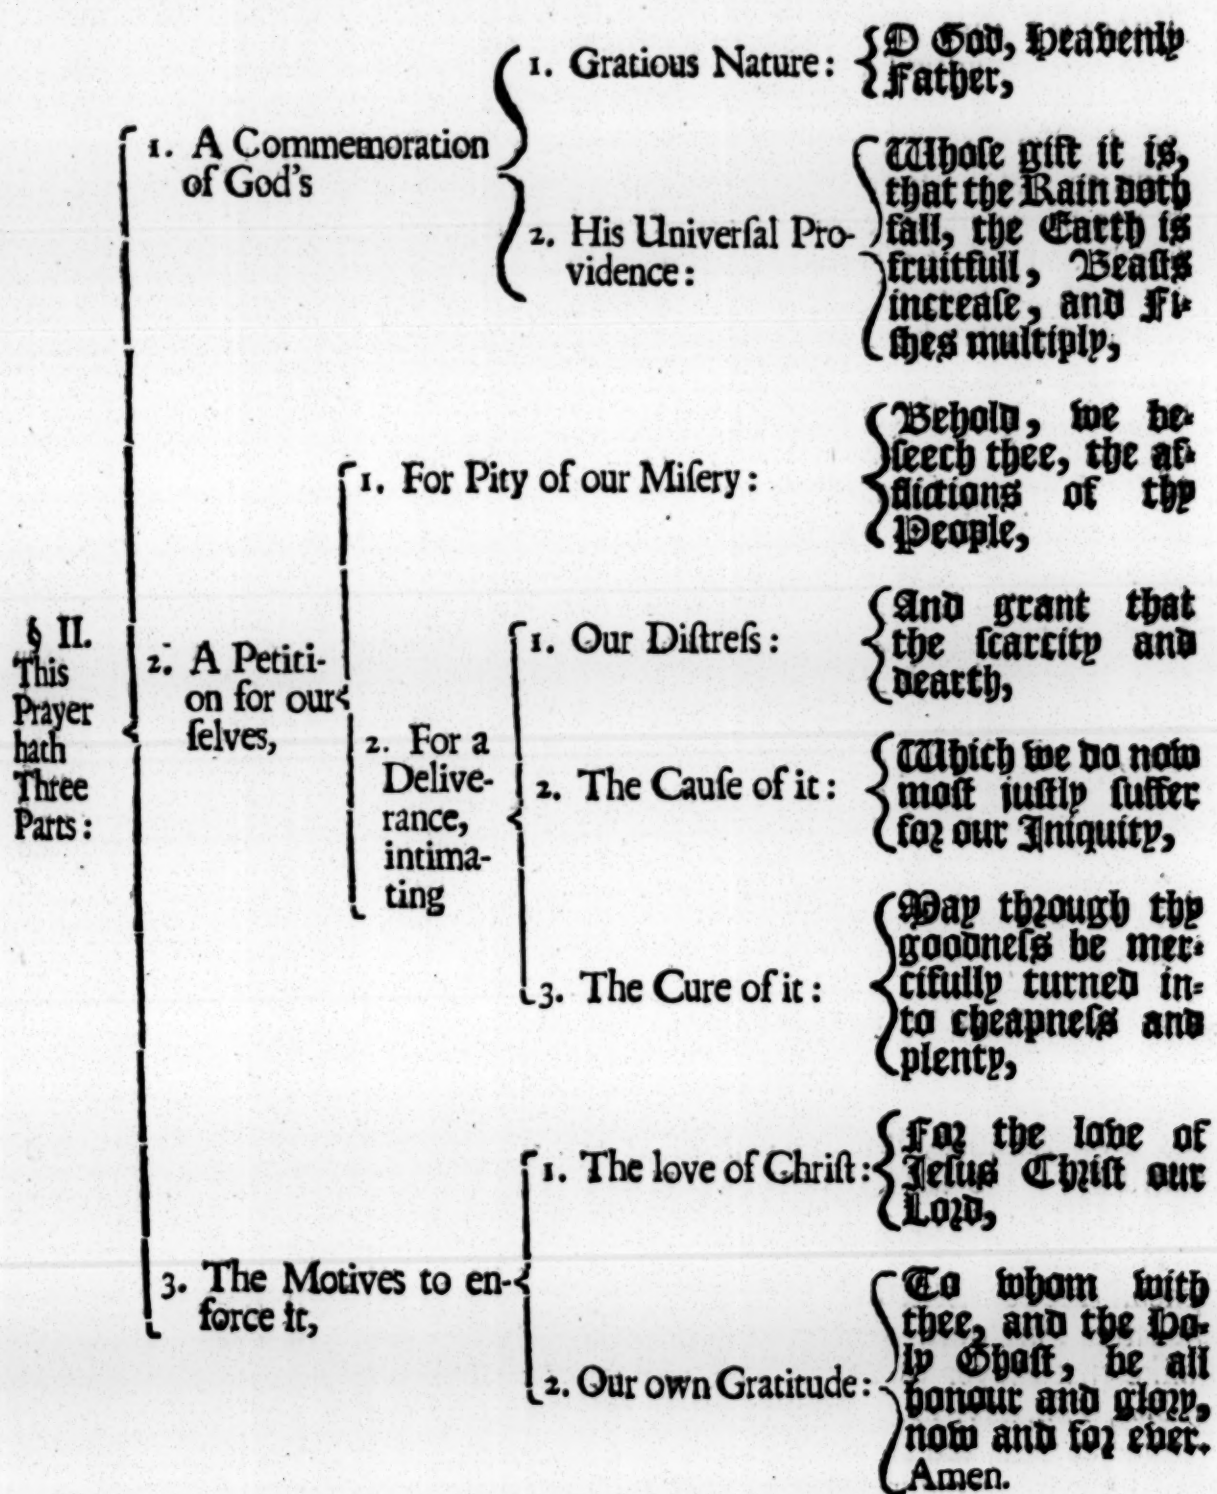 § II.
This
Prayer
hath
Three
Parts:
1. A Commemoration
of God's
1. Gratious Nature:
O God, Heavenly
Father,
2. His Univerſal Pro-
vidence:
Whoſe gift it is,
that the Rain doth
fall, the Earth is
fruitfull, Beaſts
increaſe, and Fi-
ſhes multiply,
2. A Petiti-
on for our
ſelves,
1. For Pity of our Miſery:
Behold, we be-
ſeech thee, the af-
flictions of thy
People,
2. For a
Delive-
rance,
intima-
ting
1. Our Diſtreſs:
And grant that
the ſcarcity and
dearth,
2. The Cauſe of it:
Which we do now
moſt juſtly ſuffer
for our Iniquity,
3. The Cure of it:
May through thy
goodneſs be mer-
cifully turned in-
to cheapneſs and
plenty,
3. The Motives to en-
force it,
1. The love of Chriſt:
For the love of
Jeſus Chriſt our
Lord,
2. Our own Gratitude:
To whom with
thee, and the Ho-
ly Ghoſt, be all
honour and glory,
now and for ever.
Amen.